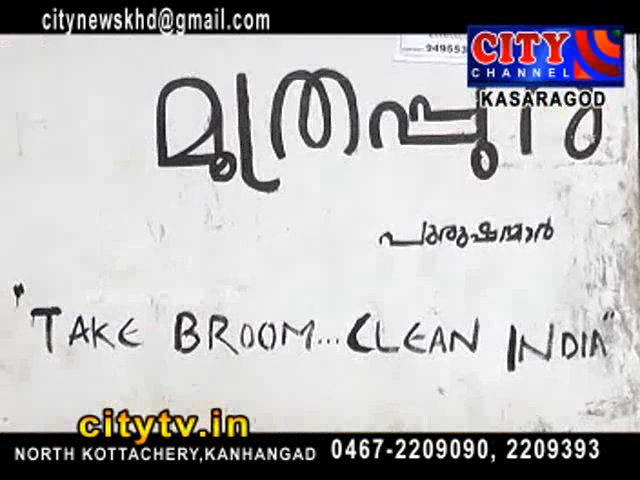 citynewskhd@gmail.com
CITY
CHANNEL
KASARAGOD
മൂത്രപ്പുര
പുരുഷന്മാർ
"TAKE BROOM... CLEAN INDIA"
citytv.in
NORTH KOTTACHERY,KANHANGAD 0467-2209090, 2209393